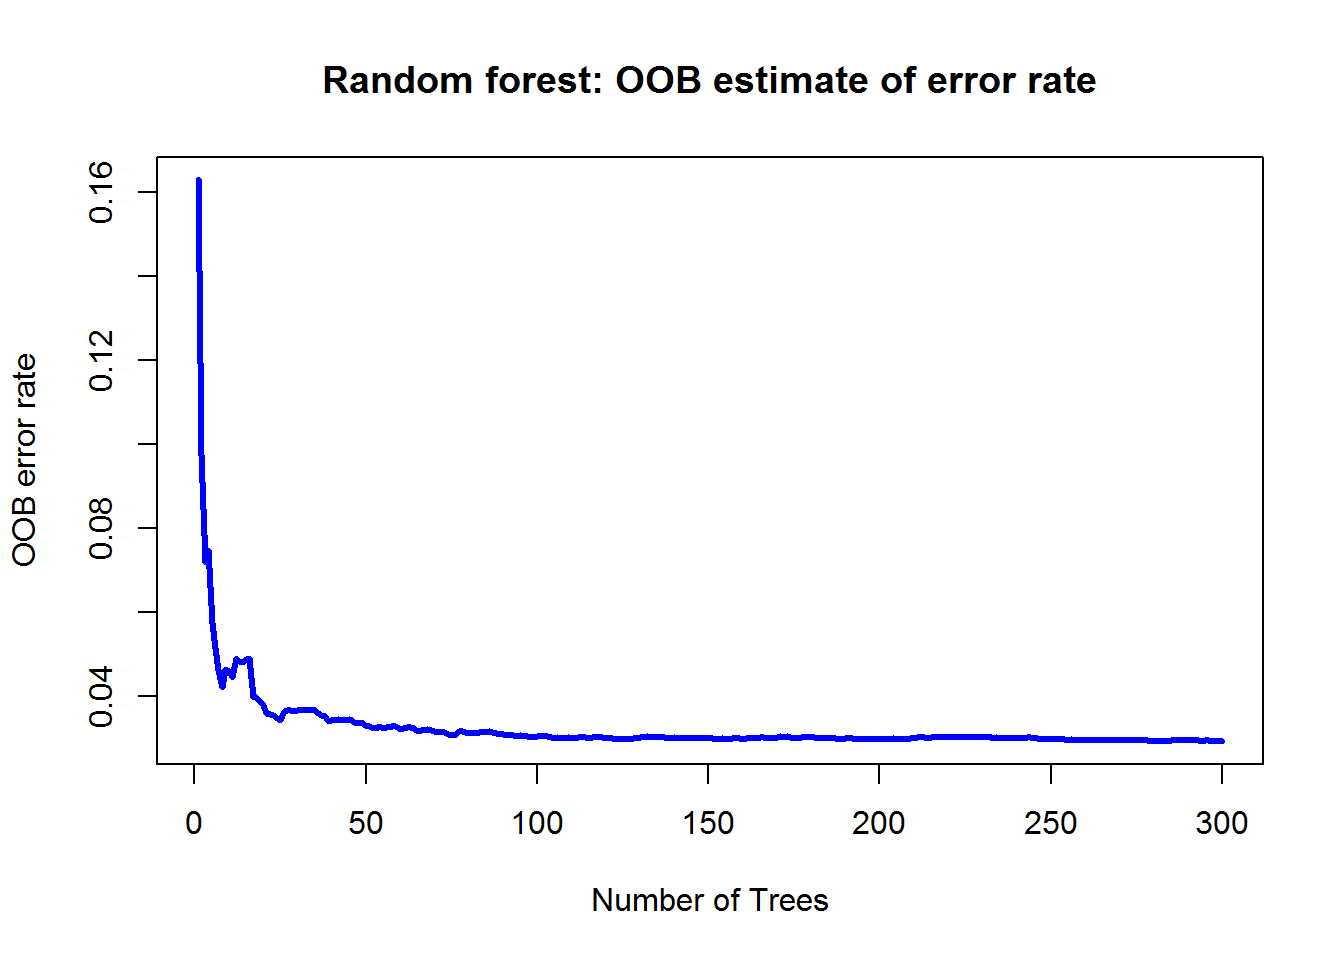 Random forest: OOB estimate of error rate
OOB error rate
0.16
0.12
0.08
0.04
0 50 100 150 200 250 300
Number of Trees